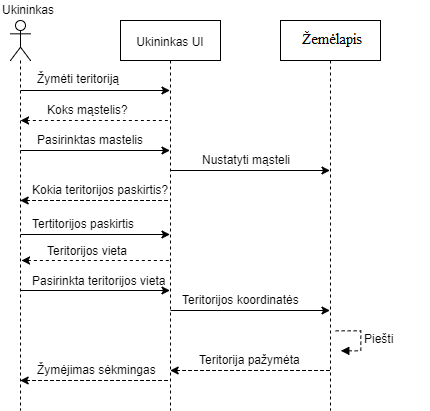 Ukininkas
Ukininkas UI
Žemėlapis
Žymėti teritoriją
Koks mąstelis?
Pasirinktas mastelis
Nustatyti mąsteli
Kokia teritorijos paskirtis?
Tertitorijos paskirtis
Teritorijos vieta
Pasirinkta teritorijos vieta
Teritorijos koordinatės
Piešti
Teritorija pažymėta
Žymėjimas sėkmingas